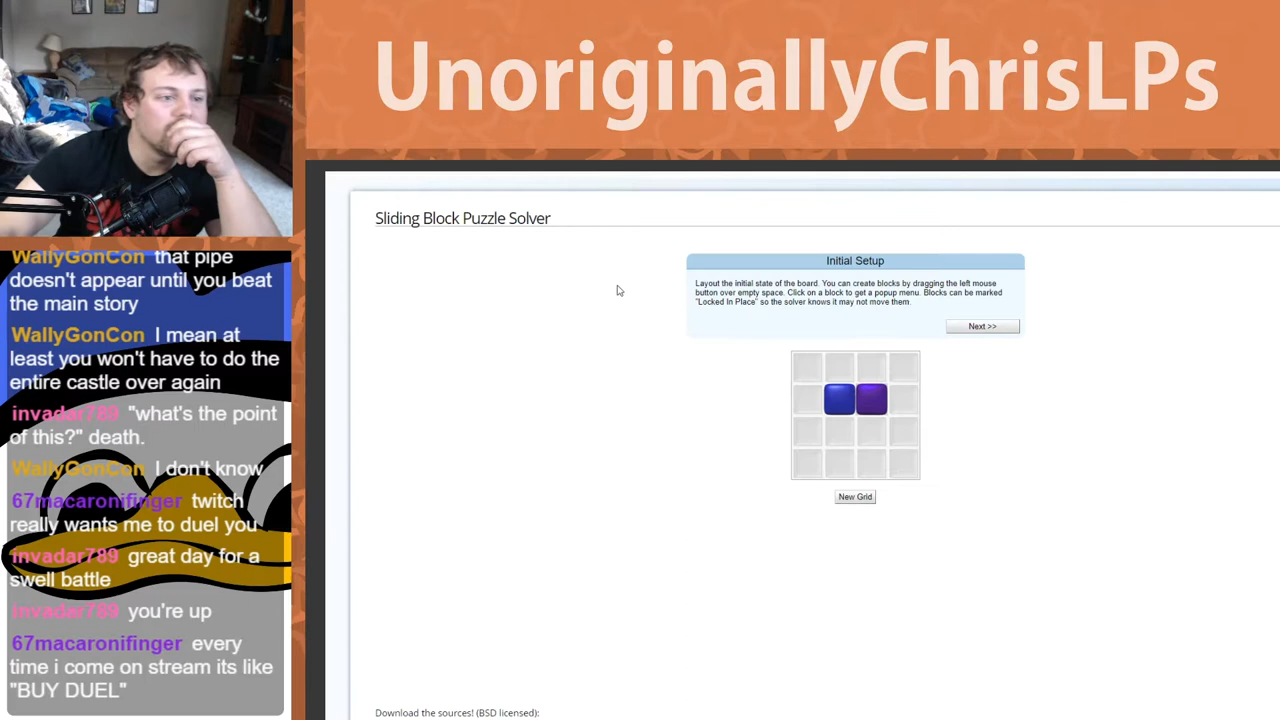 UnoriginallyChrisLPs
WallyGonCon that pipe
doesn't appear until you beat
the main story
WallyGonCon I mean at
least you won't have to do the
entire castle over again
invadar789 "what's the point
of this?" death.
WallyGonCon I don't know
67macaronifinger twitch
really wants me to duel you
invadar789 great day for a
swell battle
invadar789 you're up
67macaronifinger every
time i come on stream its like
"BUY DUEL"
Sliding Block Puzzle Solver
Initial Setup
Layout the initial state of the board. You can create blocks by dragging the left mouse
button over empty space. Click on a block to get a popup menu. Blocks can be marked
"Locked In Place" so the solver knows it may not move them.
Next >>
New Grid
Download the sources! (BSD licensed):